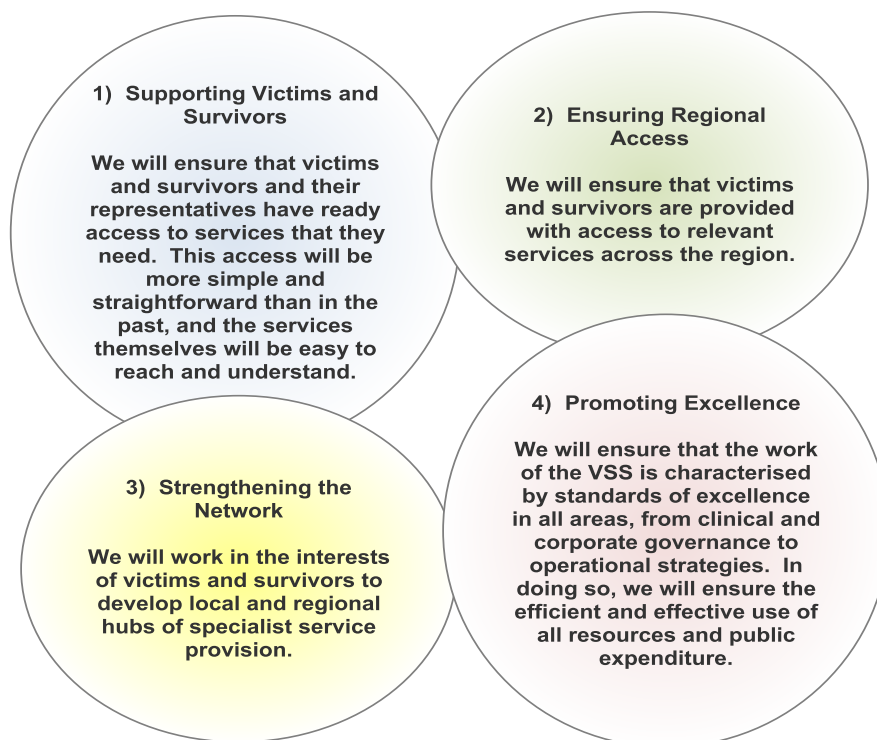 1) Supporting Victims and
Survivors
We will ensure that victims
and survivors and their
representatives have ready
access to services that they
need. This access will be
more simple and
straightforward than in the
past, and the services
themselves will be easy to
reach and understand.
2) Ensuring Regional
Access
We will ensure that victims
and survivors are provided
with access to relevant
services across the region.
3) Strengthening the
Network
We will work in the interests
of victims and survivors to
develop local and regional
hubs of specialist service
provision.
4) Promoting Excellence
We will ensure that the work
of the VSS is characterised
by standards of excellence
in all areas, from clinical and
corporate governance to
operational strategies. In
doing so, we will ensure the
efficient and effective use of
all resources and public
expenditure.